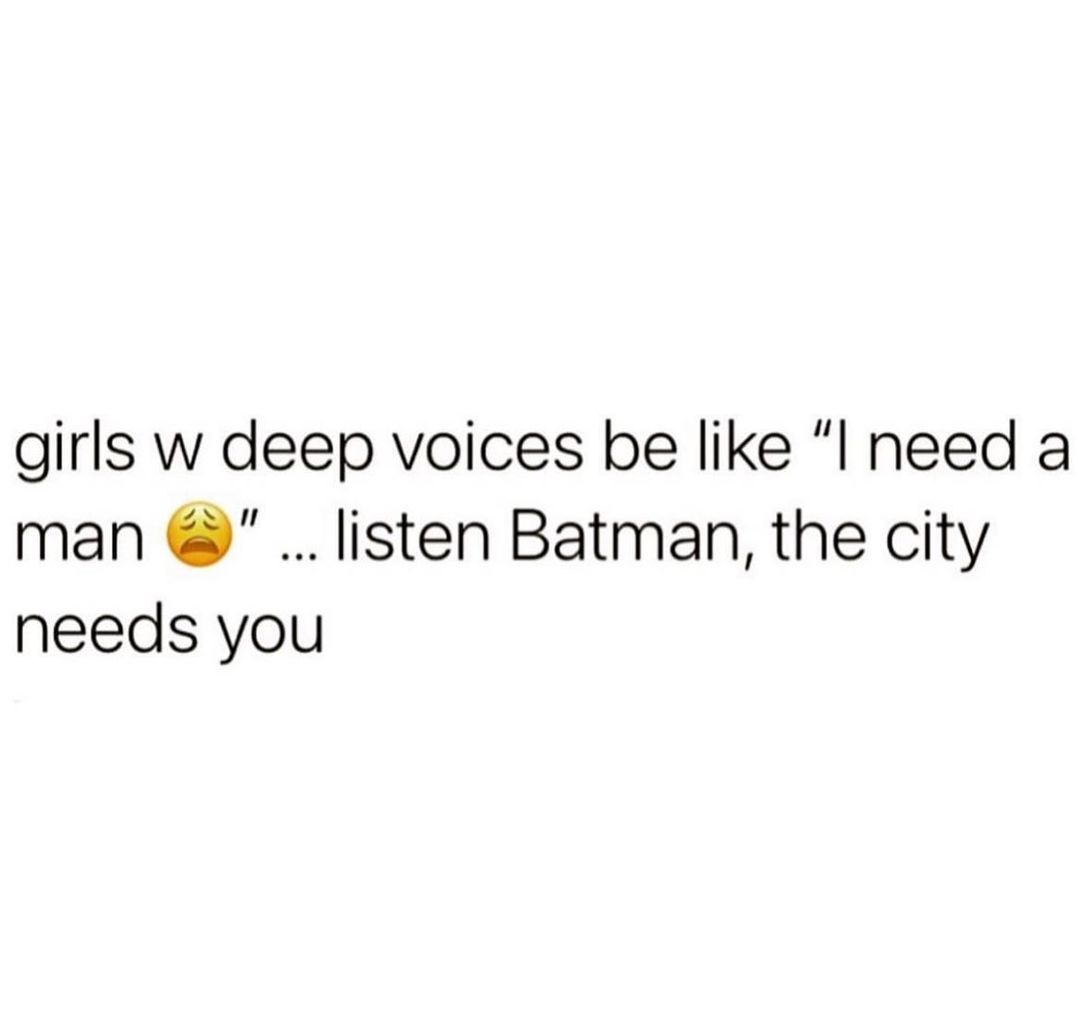 girls w deep voices be like “I need a
man 😩” ... listen Batman, the city
needs you